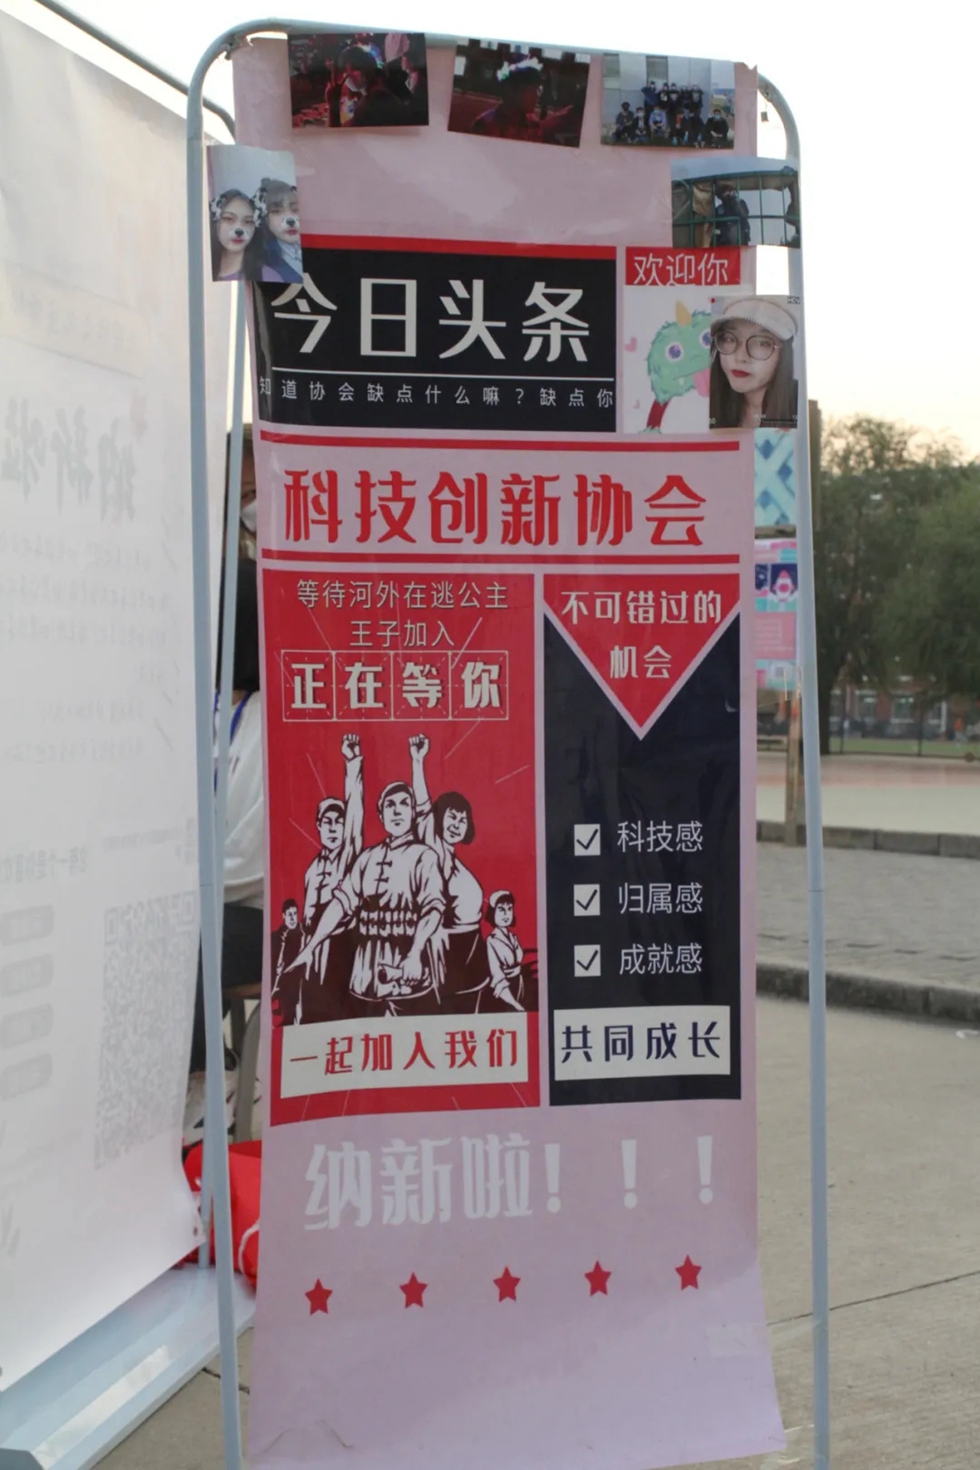 欢迎你
今日头条
知道协会缺点什么嘛？缺点你
科技创新协会
等待河外在逃公主
王子加入
正在等你
一起加入我们
不可错过的
机会
科技感
归属感
成就感
共同成长
纳新啦！！！